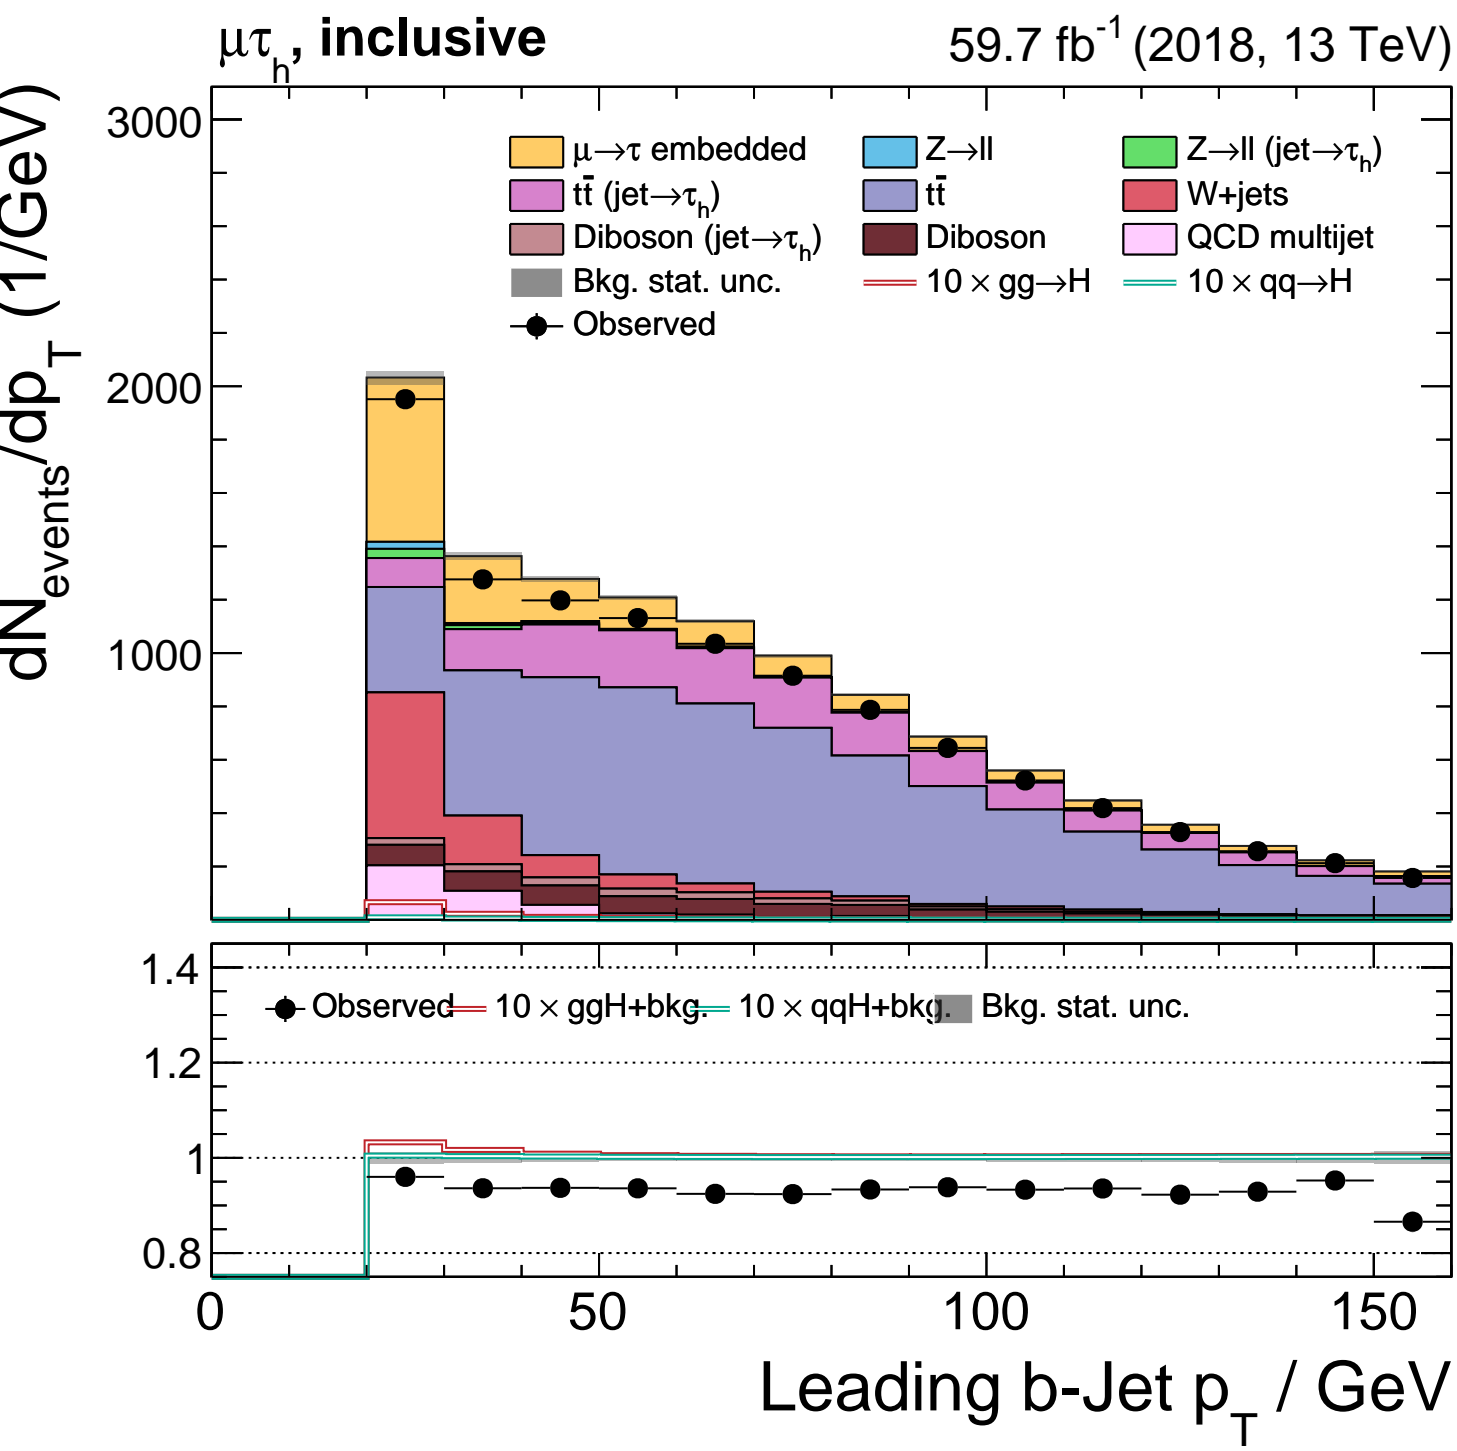 μτh, inclusive
59.7 fb-1 (2018, 13 TeV)
dNevents/dpT (1/GeV)
3000
2000
1000
μ→τ embedded
Z→ll
Z→ll (jet→τh)
tt̄ (jet→τh)
tt̄
W+jets
Diboson (jet→τh)
Diboson
QCD multijet
Bkg. stat. unc.
10 × gg→H
10 × qq→H
Observed
1.4
1.2
1
0.8
Observed
10 × ggH+bkg.
10 × qqH+bkg.
Bkg. stat. unc.
0
50
100
150
Leading b-Jet pT / GeV